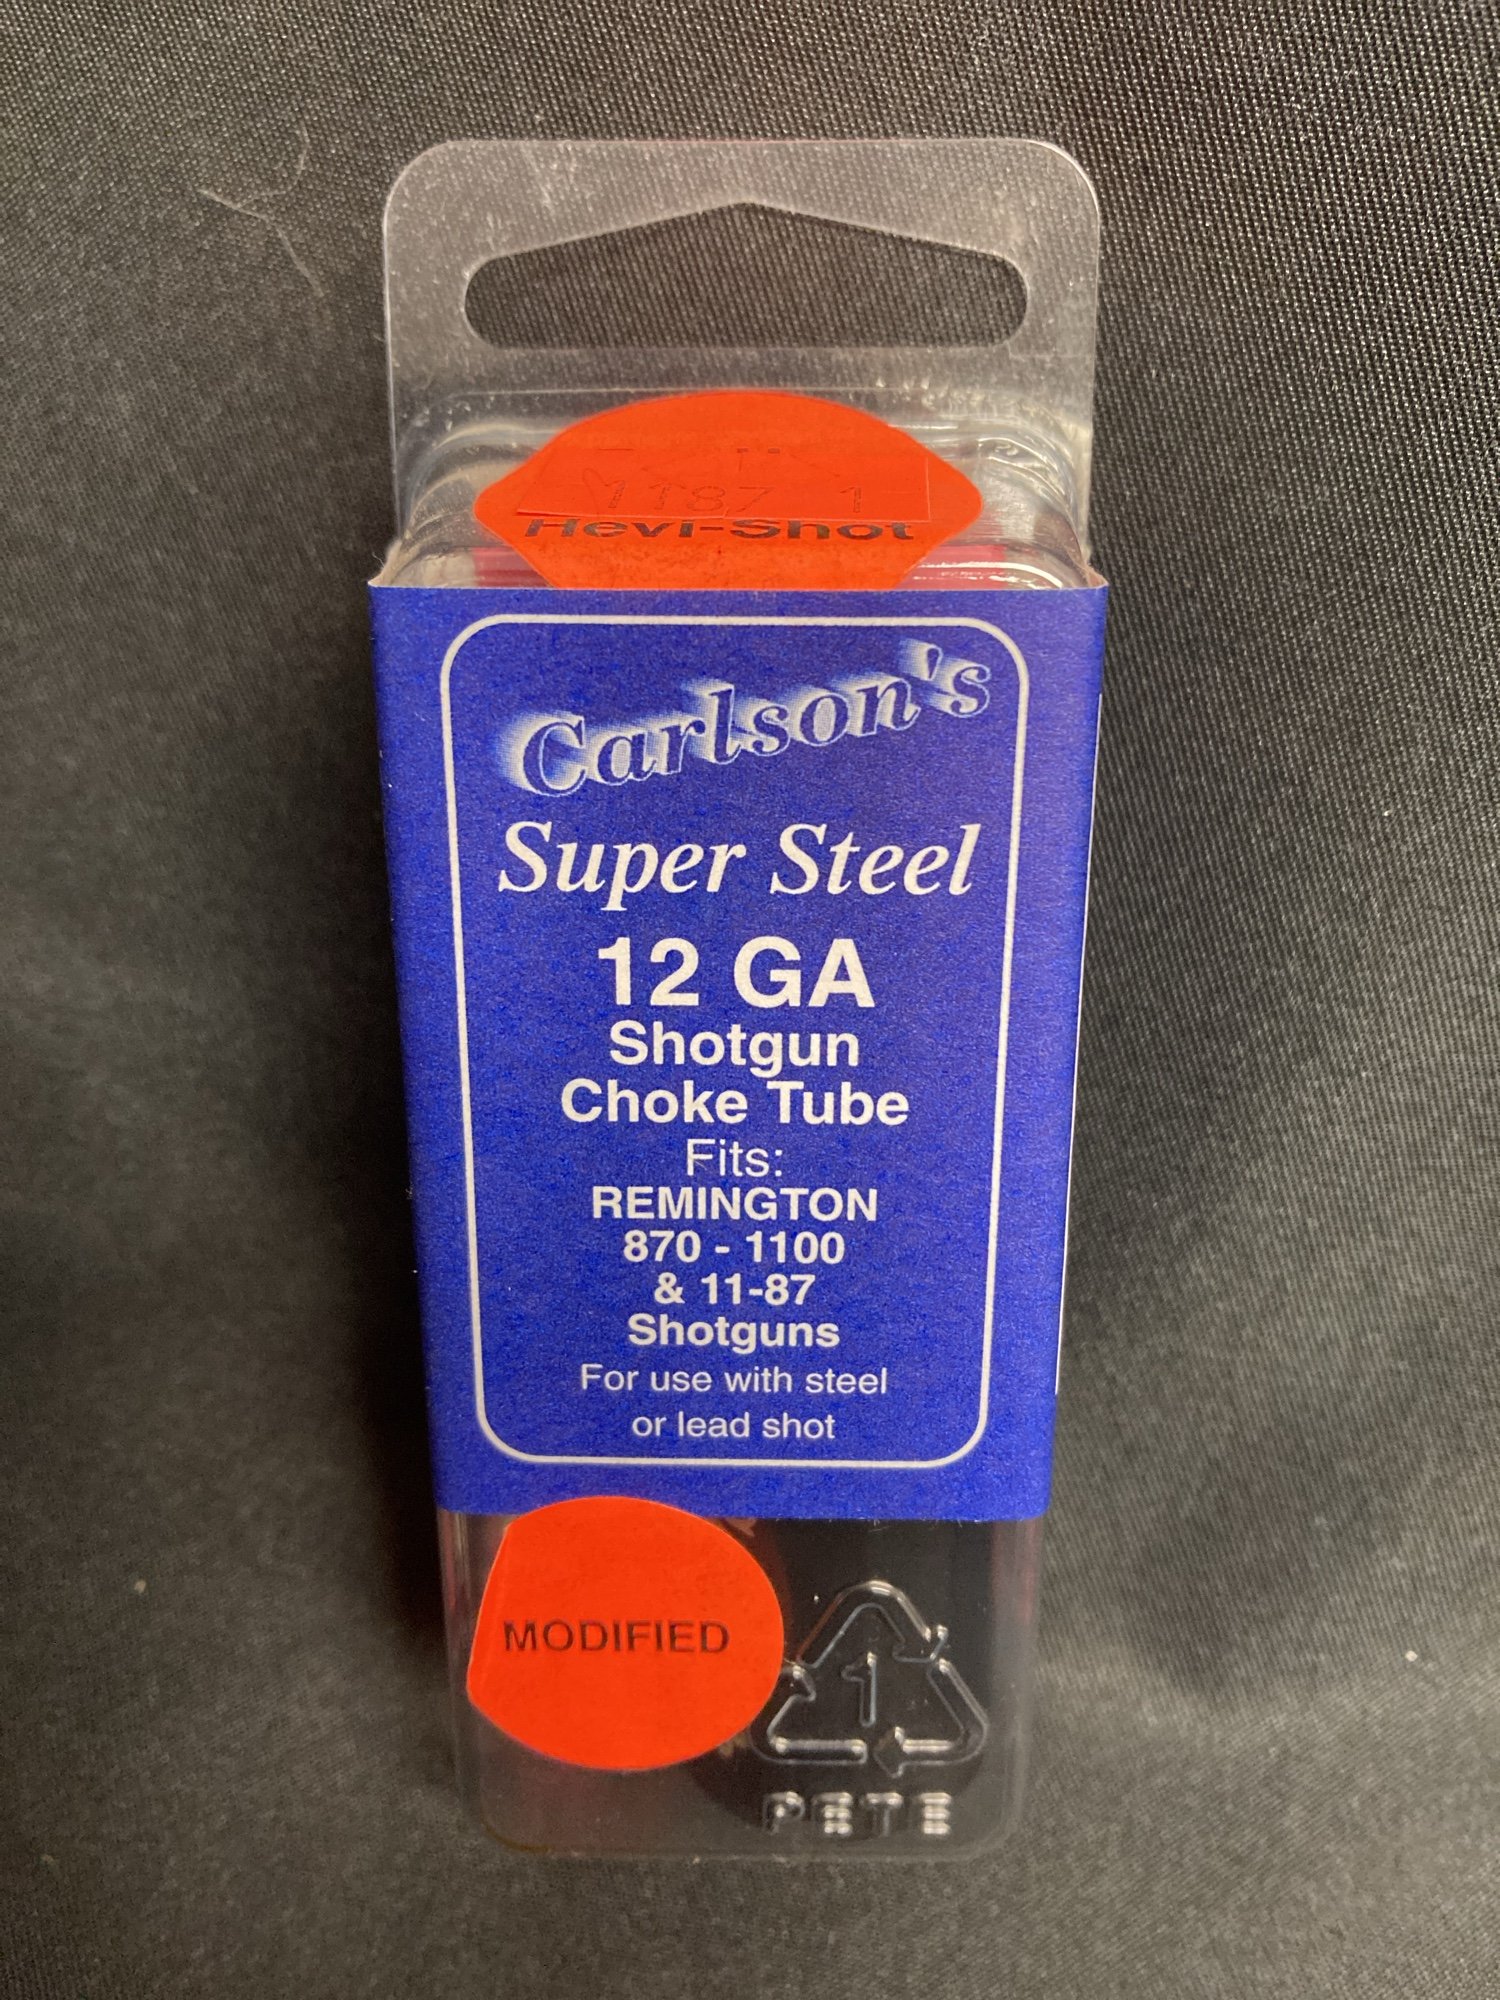 Hevi-Shot
Carlson's
Super Steel
12 GA
Shotgun
Choke Tube
Fits:
REMINGTON
870 - 1100
& 11-87
Shotguns
For use with steel
or lead shot
MODIFIED
1
PETE